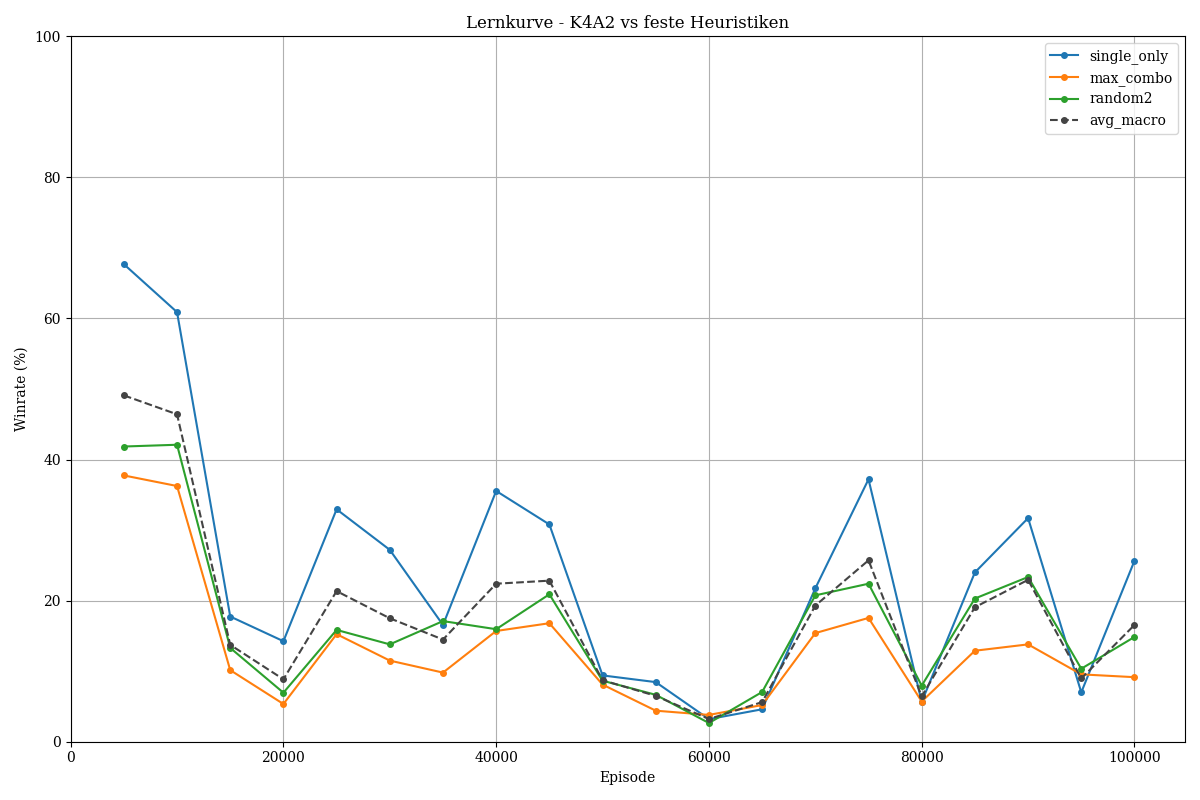 Lernkurve - K4A2 vs feste Heuristiken
single_only
max_combo
random2
avg_macro
Winrate (%)
100
80
60
40
20
0
0 20000 40000 60000 80000 100000
Episode